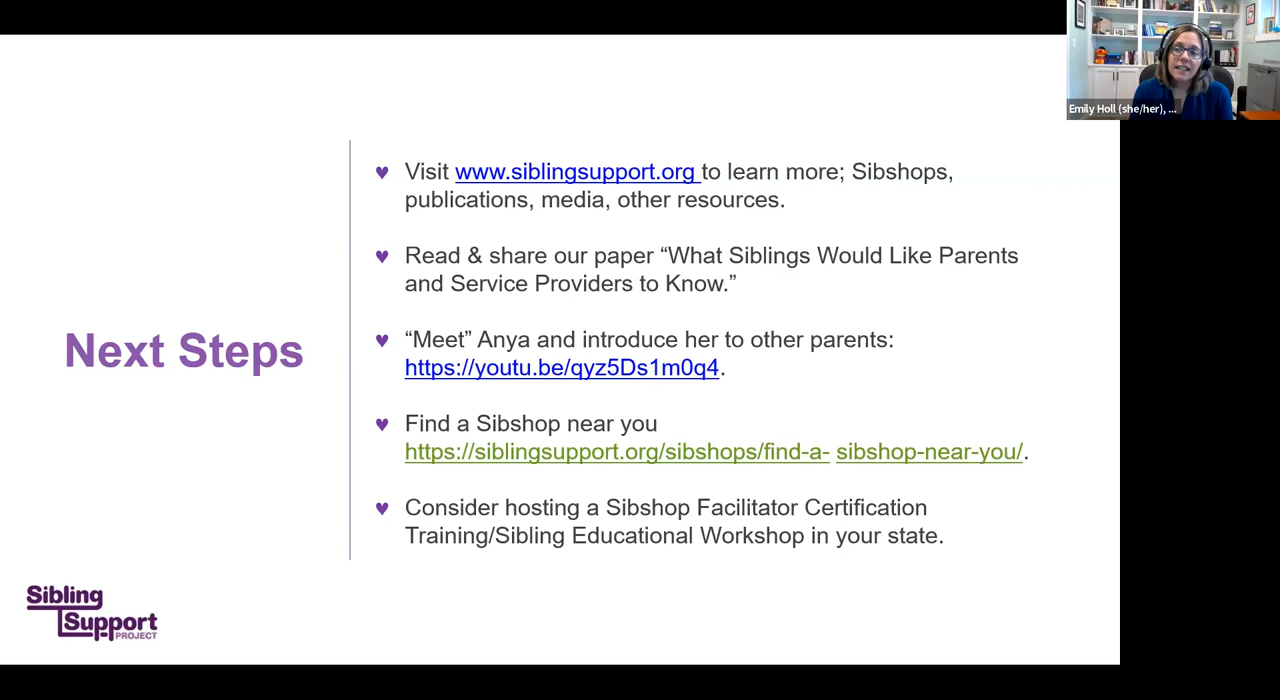 Emily Holl (she/her), ...
Visit www.siblingsupport.org to learn more; Sibshops,
publications, media, other resources.
Read & share our paper “What Siblings Would Like Parents
and Service Providers to Know.”
Next Steps
“Meet” Anya and introduce her to other parents:
https://youtu.be/qyz5Ds1m0q4.
Find a Sibshop near you
https://siblingsupport.org/sibshops/find-a- sibshop-near-you/.
Consider hosting a Sibshop Facilitator Certification
Training/Sibling Educational Workshop in your state.
Sibling
Support
PROJECT